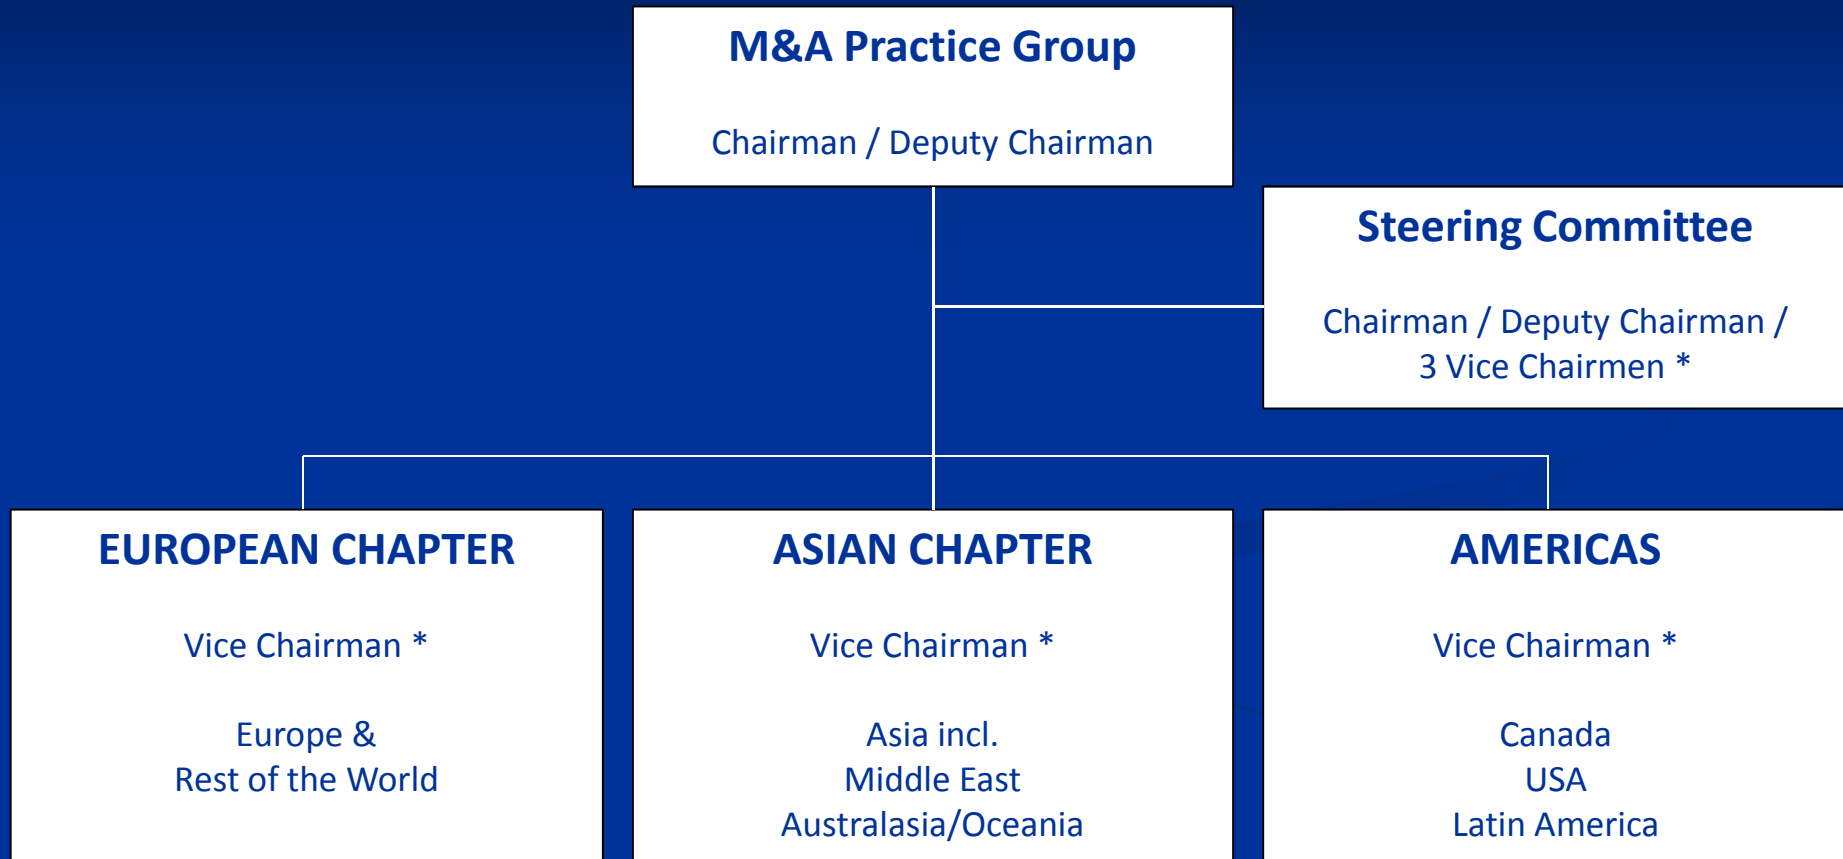 M&A Practice Group
Chairman / Deputy Chairman
Steering Committee
Chairman / Deputy Chairman /
3 Vice Chairmen *
EUROPEAN CHAPTER
Vice Chairman *
Europe &
Rest of the World
ASIAN CHAPTER
Vice Chairman *
Asia incl.
Middle East
Australasia/Oceania
AMERICAS
Vice Chairman *
Canada
USA
Latin America